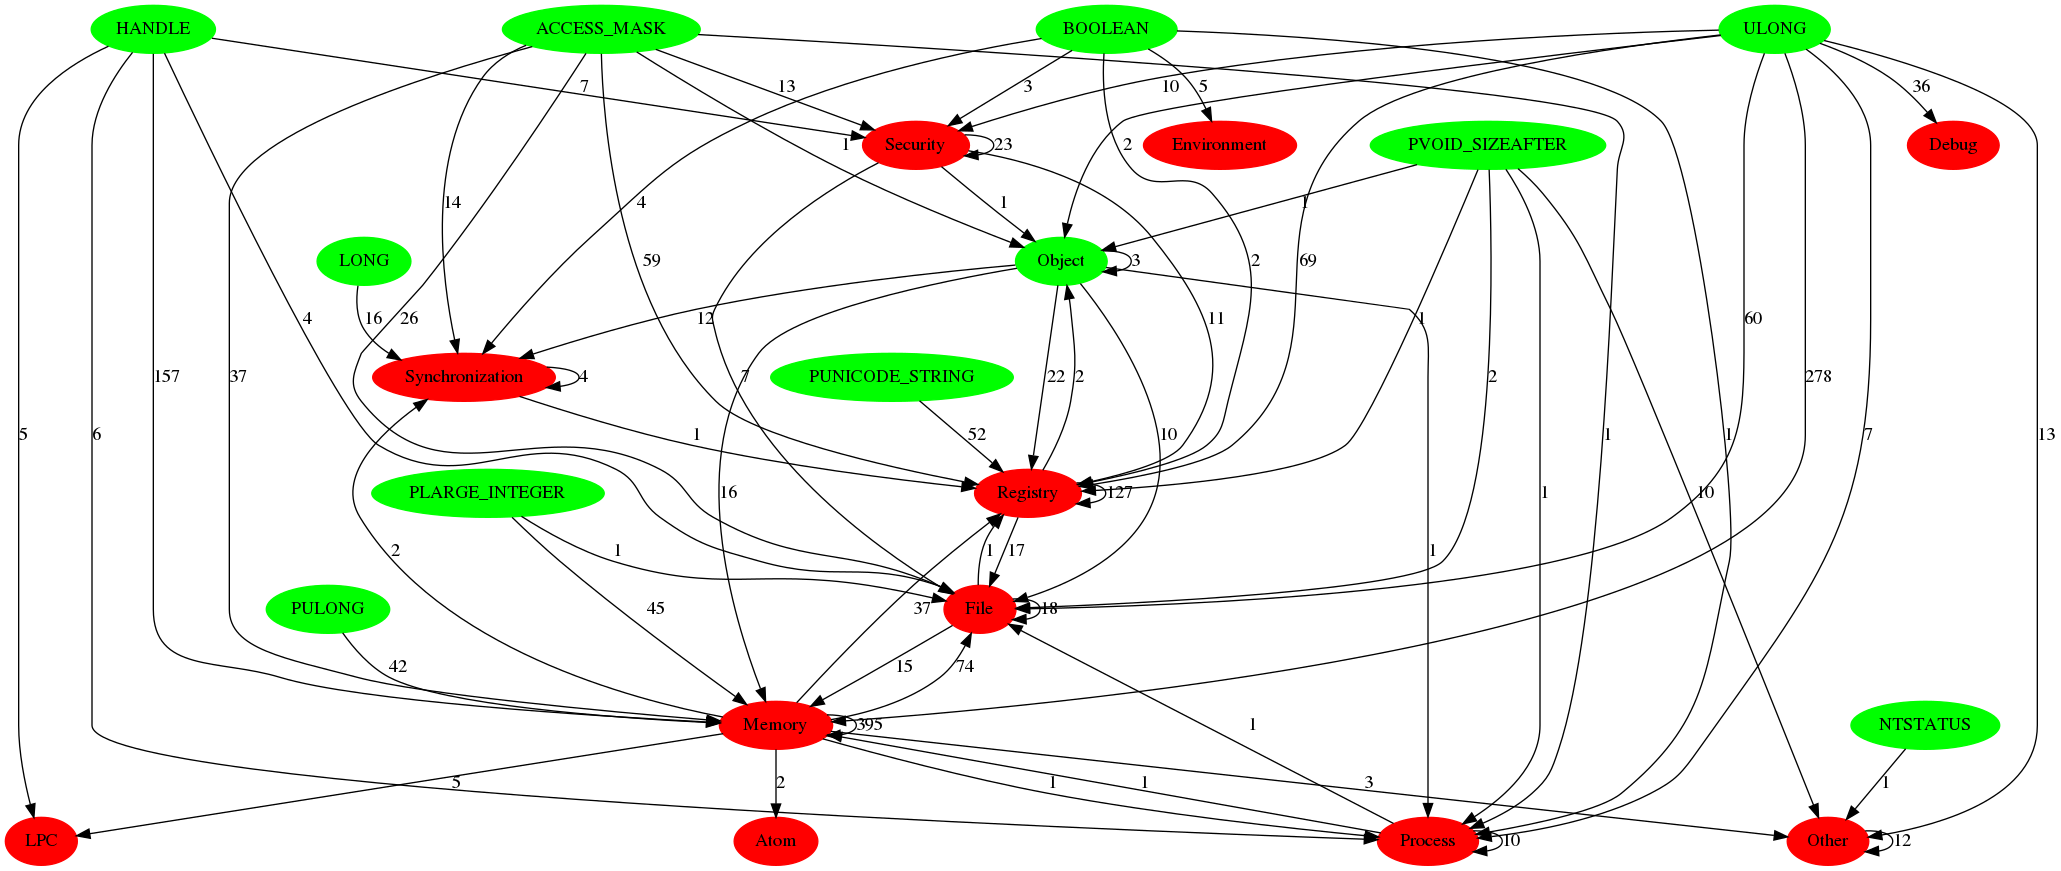 HANDLE ACCESS_MASK BOOLEAN ULONG
7 13 3 10 5 36
Security 23 Environment PVOID_SIZEAFTER Debug
1 2
14 4 1 1
LONG Object 3 2 69
59
16 26 4 12 11 1 60
157 37 Synchronization 4 7 PUNICODE_STRING 22 2 2 278
5 6 1 52 10 1 1 7 13
PLARGE_INTEGER 16 Registry 127 1 10
2 1 1 17 1
PULONG 45 37 File 18
42 15 74
Memory 395 1 NTSTATUS
5 2 1 1 3 1
LPC Atom Process 10 Other 12